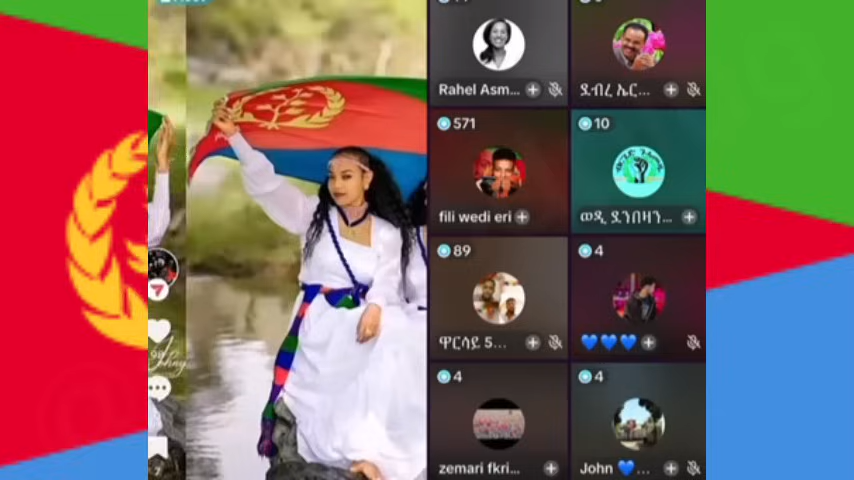 Rahel Asm...
ደብረ ኤር...
571
10
fili wedi eri
ወዲ ደንበዛን...
89
4
ዋርሳይ 5...
💙💙💙
4
4
zemari fkri...
John 💙...